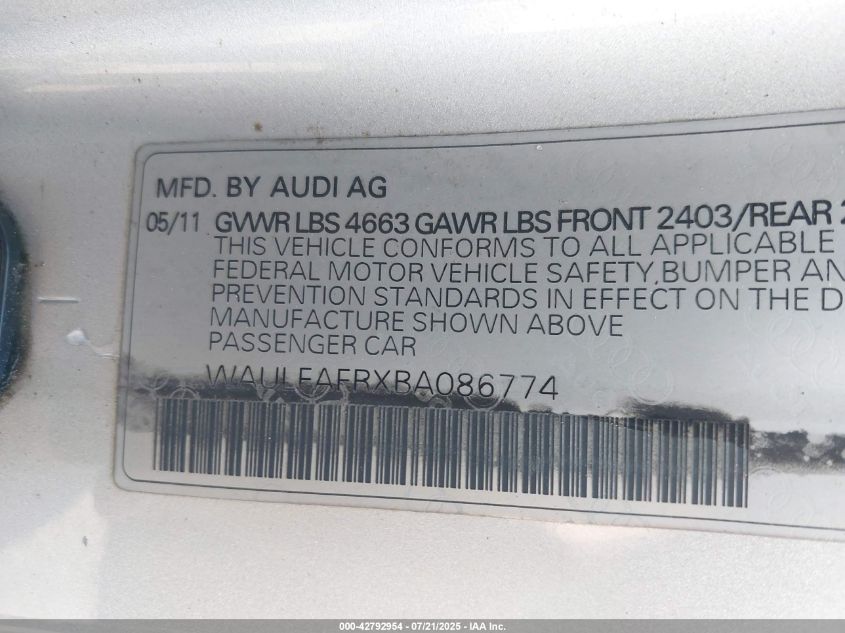 MFD. BY AUDI AG
05/11 GVWR LBS 4663 GAWR LBS FRONT 2403/REAR 2
THIS VEHICLE CONFORMS TO ALL APPLICABLE
FEDERAL MOTOR VEHICLE SAFETY, BUMPER AN
PREVENTION STANDARDS IN EFFECT ON THE D
MANUFACTURE SHOWN ABOVE
PASSENGER CAR
WAULFAFRXBA086774
000-42792954 - 07/21/2025 - IAA Inc.